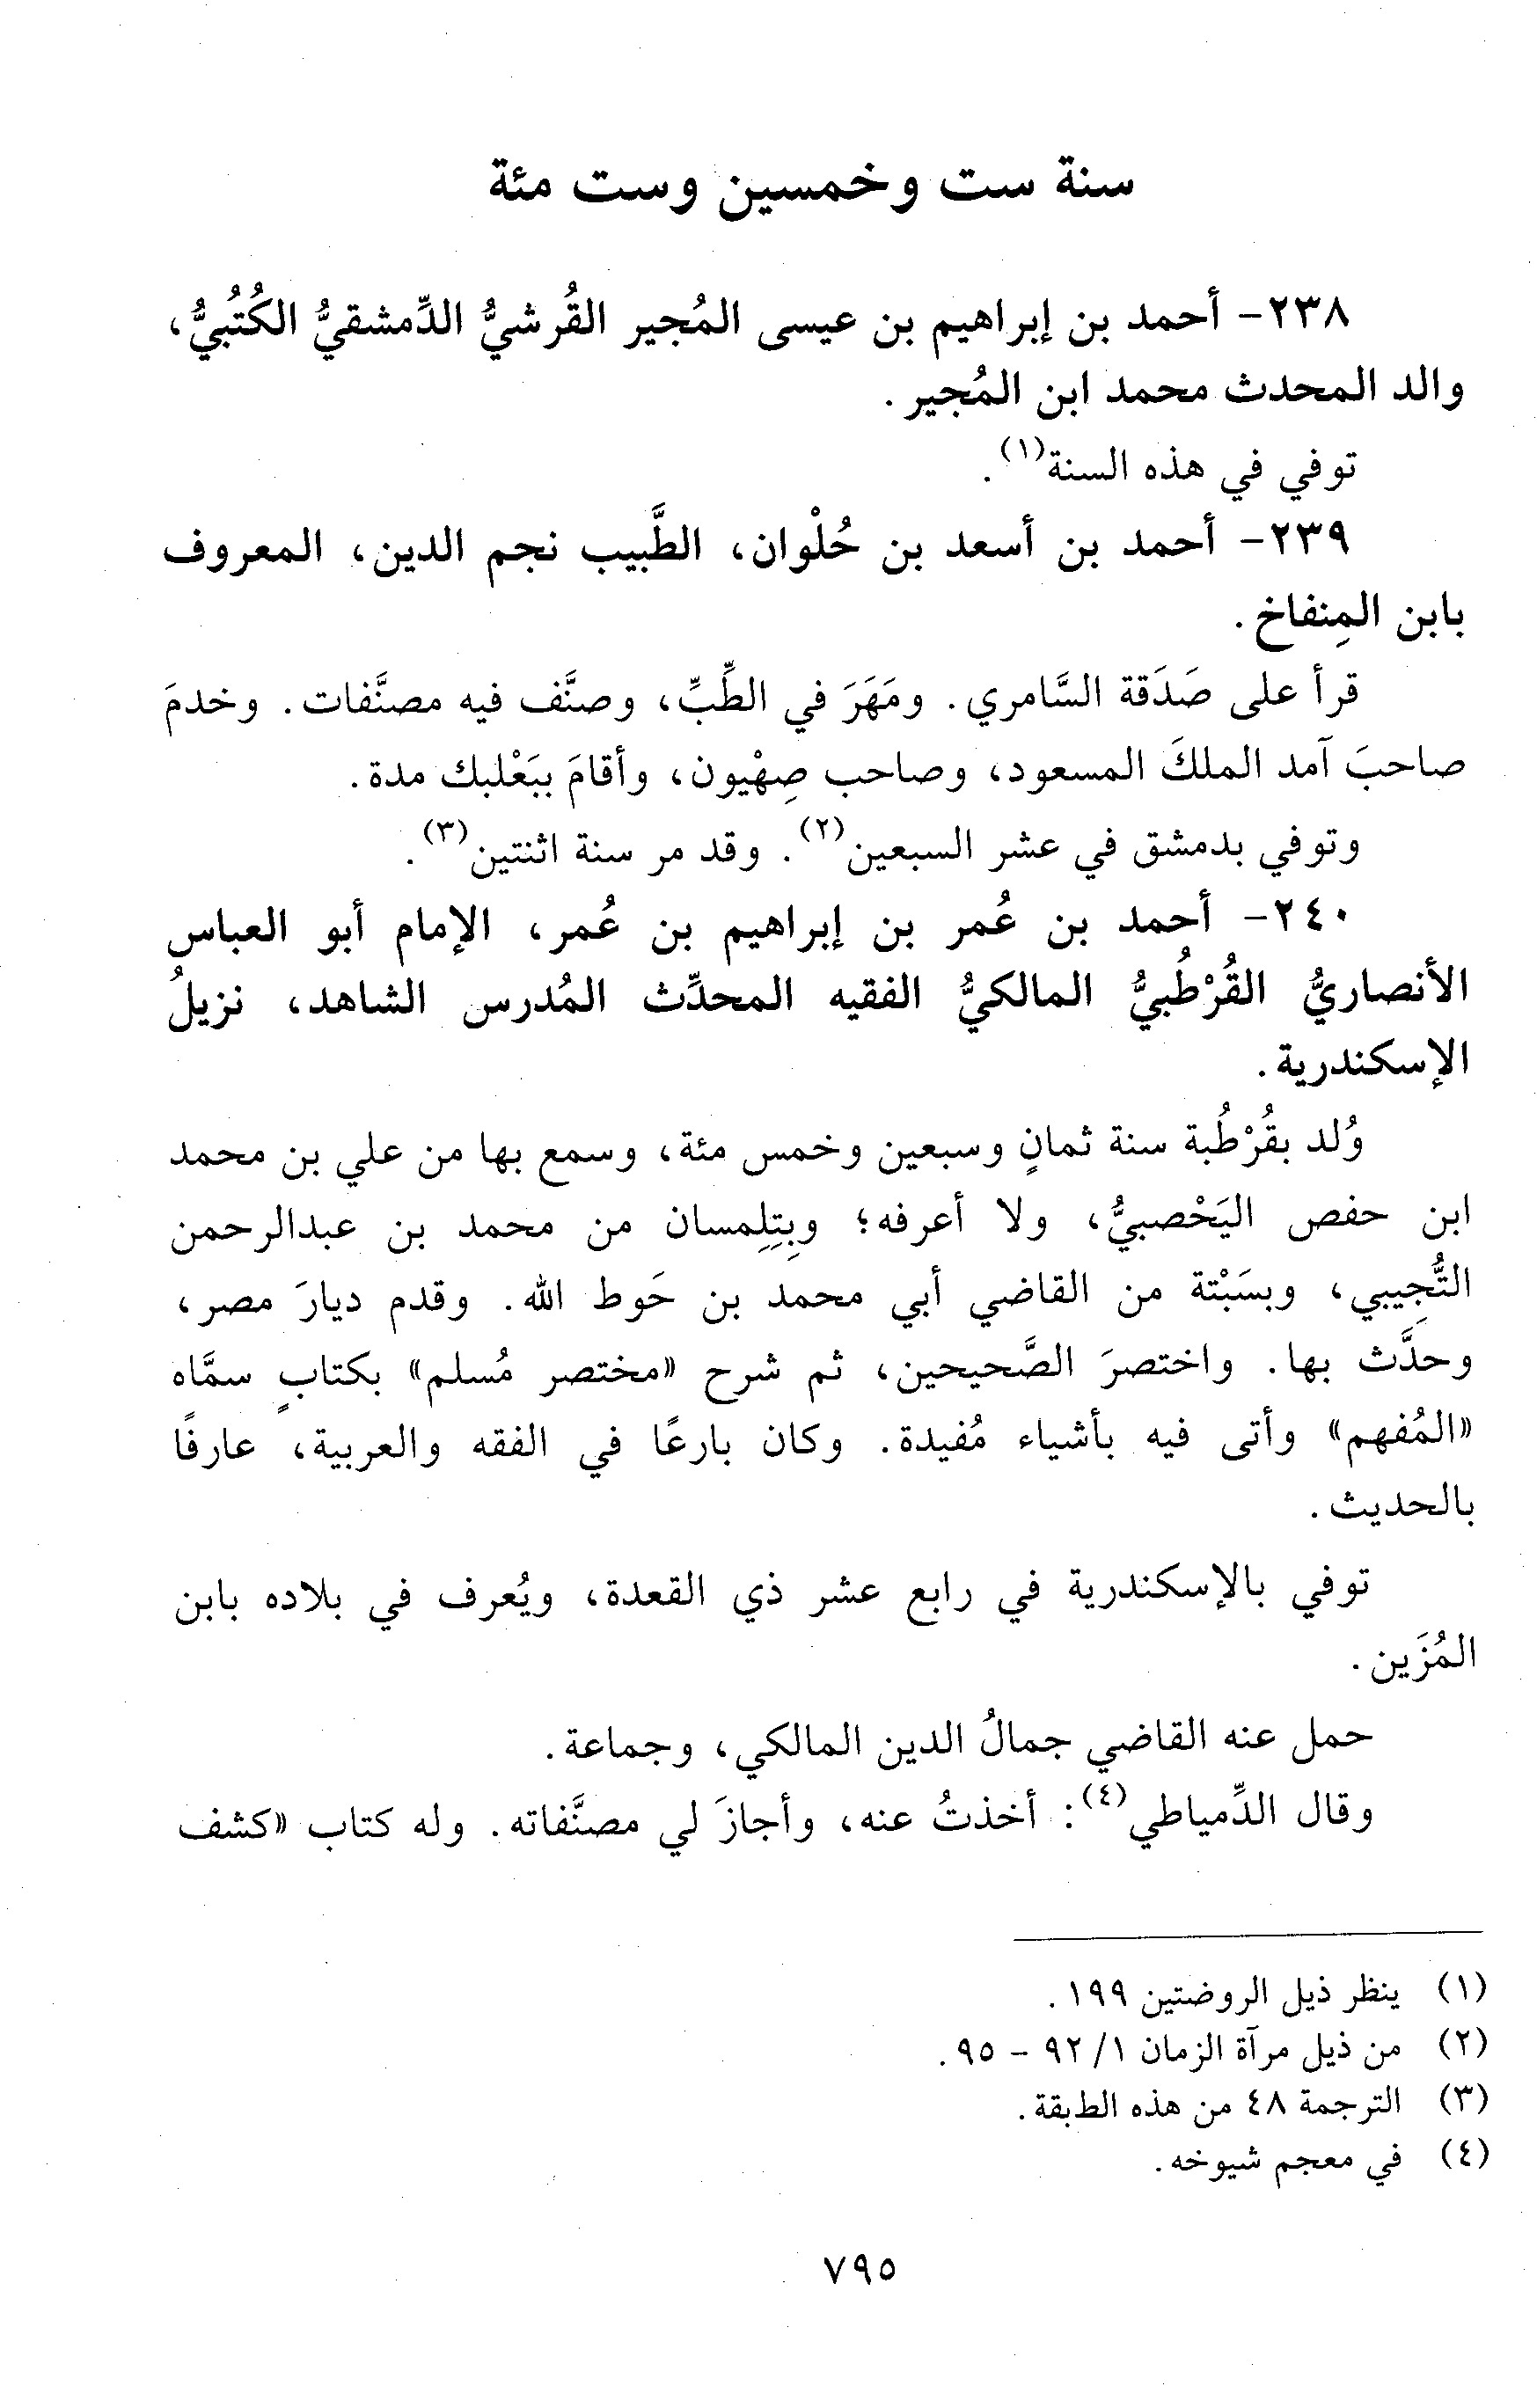 سنة ست وخمسين وست مئة
٢٣٨- أحمد بن إبراهيم بن عيسى المُجير القُرشيُّ الدِّمشقيُّ الكُتُبيُّ،
والد المحدث محمد ابن المُجير.
توفي في هذه السنة(١).
٢٣٩- أحمد بن أسعد بن حُلْوان، الطَّبيب نجم الدين، المعروف
بابن المِنفاخ.
قرأ على صَدَقة السَّامري. ومَهَرَ في الطِّبِّ، وصنَّف فيه مصنَّفات. وخدمَ
صاحبَ آمد الملكَ المسعود، وصاحب صِهْيون، وأقامَ ببَعْلبك مدة.
وتوفي بدمشق في عشر السبعين(٢). وقد مر سنة اثنتين(٣).
٢٤٠- أحمد بن عُمر بن إبراهيم بن عُمر، الإمام أبو العباس
الأنصاريُّ القُرْطُبيُّ المالكيُّ الفقيه المحدِّث المُدرس الشاهد، نزيلُ
الإسكندرية.
وُلد بقُرْطُبة سنة ثمانٍ وسبعين وخمس مئة، وسمع بها من علي بن محمد
ابن حفص اليَحْصبيُّ، ولا أعرفه؛ وبِتِلِمسان من محمد بن عبدالرحمن
التُّجِيبي، وبسَبْتة من القاضي أبي محمد بن حَوط الله. وقدم ديارَ مصر،
وحدَّث بها. واختصرَ الصَّحيحين، ثم شرح «مختصر مُسلم» بكتابٍ سمَّاه
«المُفهم» وأتى فيه بأشياء مُفيدة. وكان بارعًا في الفقه والعربية، عارفًا
بالحديث.
توفي بالإسكندرية في رابع عشر ذي القعدة، ويُعرف في بلاده بابن
المُزَين.
حمل عنه القاضي جمالُ الدين المالكي، وجماعة.
وقال الدِّمياطي(٤): أخذتُ عنه، وأجازَ لي مصنَّفاته. وله كتاب «كشف
(١) ينظر ذيل الروضتين ١٩٩.
(٢) من ذيل مرآة الزمان ١/ ٩٢ - ٩٥.
(٣) الترجمة ٤٨ من هذه الطبقة.
(٤) في معجم شيوخه.
٧٩٥